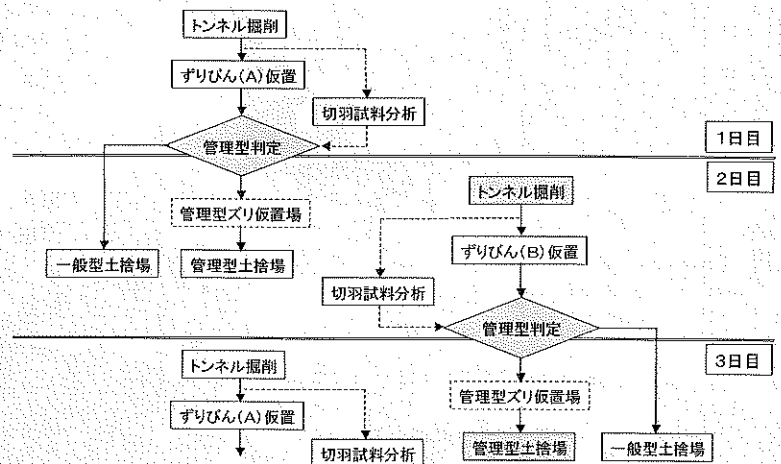 トンネル掘削
ずりびん(A)仮置
切羽試料分析
管理型判定
1日目
2日目
管理型ズリ仮置場
一般型土捨場
管理型土捨場
トンネル掘削
ずりびん(B)仮置
切羽試料分析
管理型判定
3日目
管理型ズリ仮置場
管理型土捨場
一般型土捨場
トンネル掘削
ずりびん(A)仮置
切羽試料分析